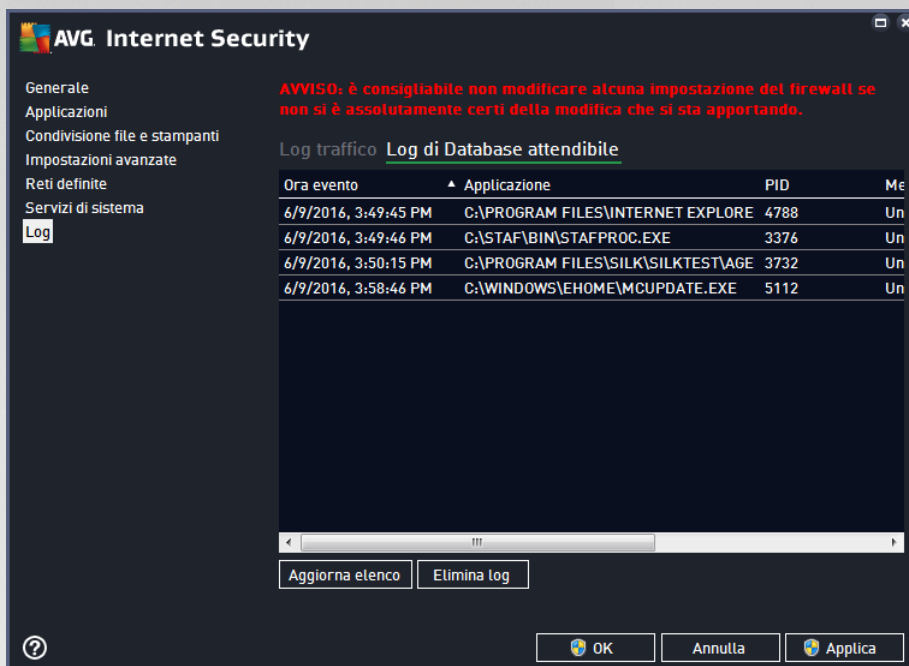 AVG Internet Security
Generale
Applicazioni
Condivisione file e stampanti
Impostazioni avanzate
Reti definite
Servizi di sistema
Log
AVVISO: è consigliabile non modificare alcuna impostazione del firewall se
non si è assolutamente certi della modifica che si sta apportando.
Log traffico Log di Database attendibile
Ora evento Applicazione PID Me
6/9/2016, 3:49:45 PM C:\PROGRAM FILES\INTERNET EXPLORE 4788 Un
6/9/2016, 3:49:46 PM C:\STAF\BIN\STAFPROC.EXE 3376 Un
6/9/2016, 3:50:15 PM C:\PROGRAM FILES\SILK\SILKTEST\AGE 3732 Un
6/9/2016, 3:58:46 PM C:\WINDOWS\EHOME\MCUPDATE.EXE 5112 Un
Aggiorna elenco Elimina log
? OK Annulla Applica